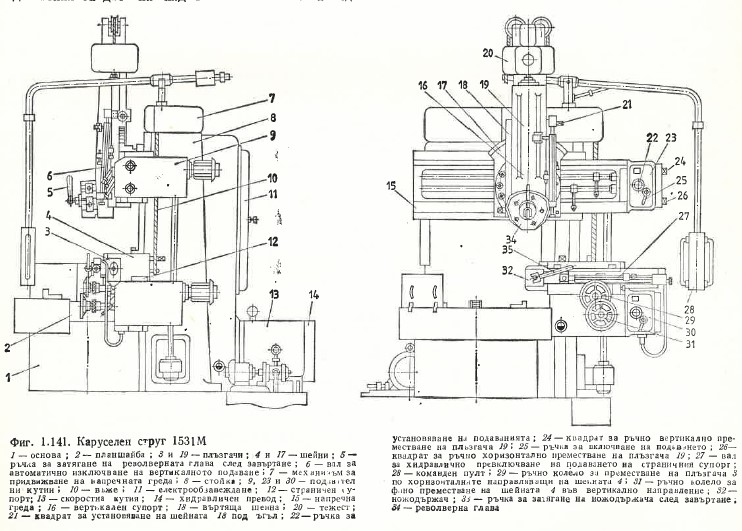 20
21
16
17
18
19
22
23
24
25
26
27
15
34
35
32
28
29
30
31
7
8
9
10
11
12
6
5
4
3
2
1
13
14
Фиг. 1.141. Каруселен струг 1531М
1 — основа ; 2 — планшайба ; 3 и 19 — плъзгачи ; 4 и 17 — шейни ; 5 —
ръчка за затягане на револверната глава след завъртане ; 6 — вал за
автоматично изключване на вертикалното подаване ; 7 — механизъм за
придвижване на напречната греда ; 8 — стойка ; 9, 23 и 30 — подавател
ни кутии ; 10 — въже ; 11 — електрообзавеждане ; 12 — страничен су-
порт ; 13 — скоростна кутия ; 14 — хидравличен превод ; 15 — напречна
греда ; 16 — вертикален супорт ; 18 — въртяща шейна ; 20 — тежест ;
21 — квадрат за установяване на шейната 18 под ъгъл ; 22 — ръчка за
установяване на подаванията ; 24 — квадрат за ръчно вертикално пре-
местване на плъзгача 19 ; 25 — ръчка за включване на подаването ; 26 —
квадрат за ръчно хоризонтално преместване на плъзгача 19 ; 27 — вал
за хидравлично превключване на подаването на страничния супорт ;
28 — команден пулт ; 29 — ръчно колело за преместване на плъзгача 3
по хоризонталните направляващи на шейната 4 ; 31 — ръчно колело за
фино преместване на шейната 4 във вертикално направление ; 32 —
ножодържач ; 33 — ръчка за затягане на ножодържача след завъртане ;
34 — револверна глава